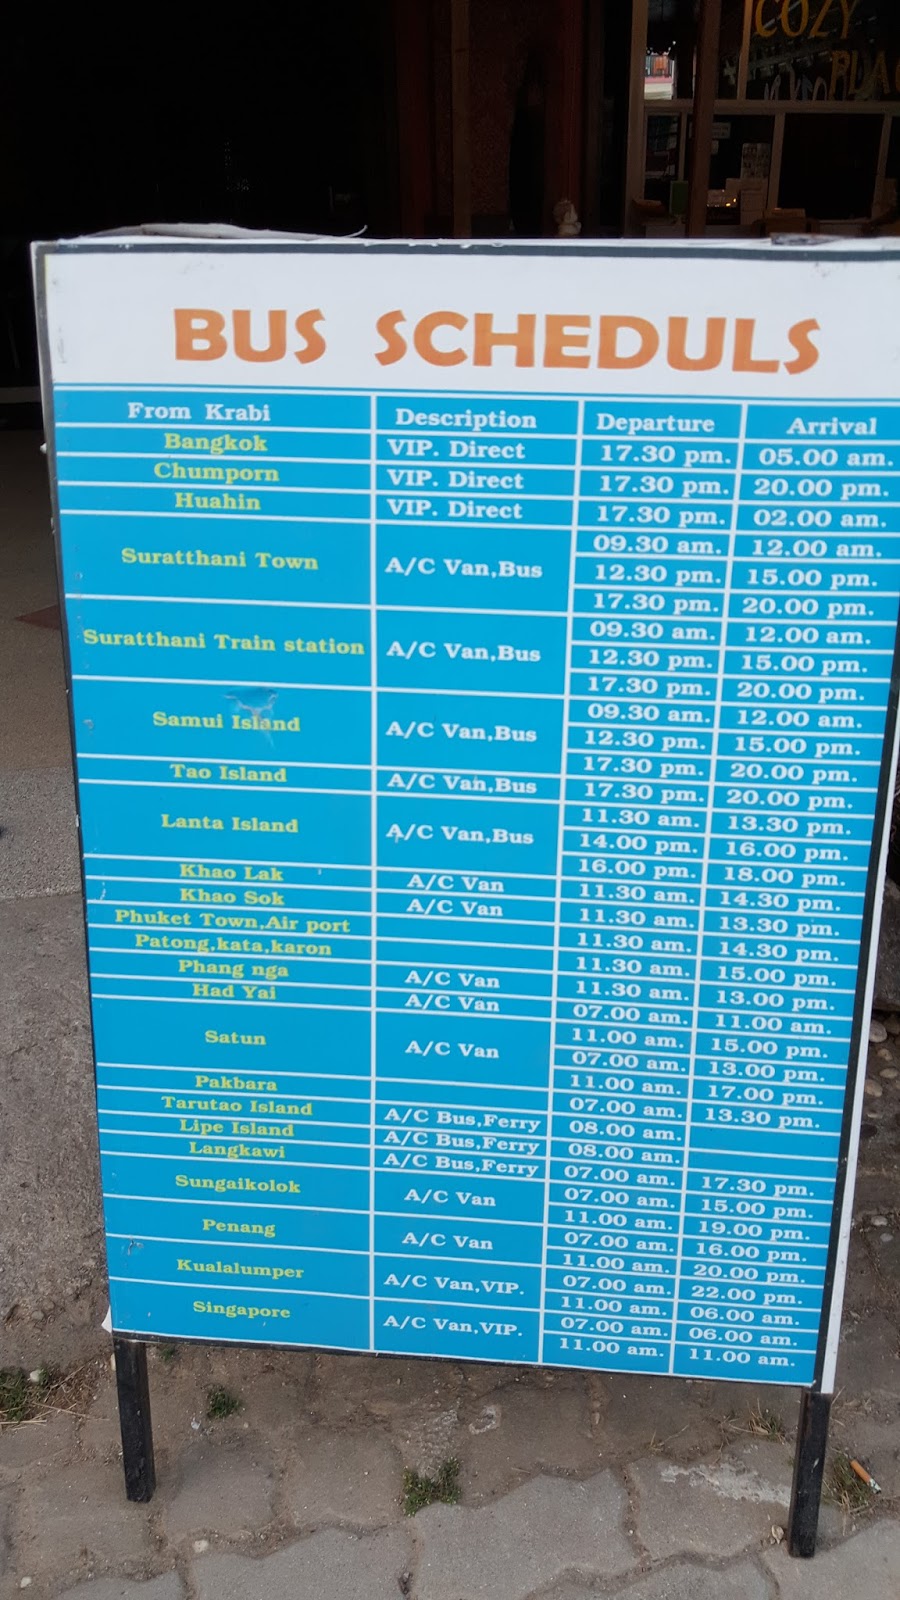 COZY
PLAC
BUS SCHEDULS
From Krabi Description Departure Arrival
Bangkok VIP. Direct 17.30 pm. 05.00 am.
Chumporn VIP. Direct 17.30 pm. 20.00 pm.
Huahin VIP. Direct 17.30 pm. 02.00 am.
Suratthani Town A/C Van,Bus 09.30 am. 12.00 am.
12.30 pm. 15.00 pm.
17.30 pm. 20.00 pm.
Suratthani Train station A/C Van,Bus 09.30 am. 12.00 am.
12.30 pm. 15.00 pm.
17.30 pm. 20.00 pm.
Samui Island A/C Van,Bus 09.30 am. 12.00 am.
12.30 pm. 15.00 pm.
17.30 pm. 20.00 pm.
Tao Island A/C Van,Bus 17.30 pm. 20.00 pm.
Lanta Island A/C Van,Bus 11.30 am. 13.30 pm.
14.00 pm. 16.00 pm.
16.00 pm. 18.00 pm.
Khao Lak A/C Van 11.30 am. 14.30 pm.
Khao Sok A/C Van 11.30 am. 13.30 pm.
Phuket Town,Air port 11.30 am. 14.30 pm.
Patong,kata,karon 11.30 am. 15.00 pm.
Phang nga A/C Van 11.30 am. 13.00 pm.
Had Yai A/C Van 07.00 am. 11.00 am.
11.00 am. 15.00 pm.
Satun A/C Van 07.00 am. 13.00 pm.
11.00 am. 17.00 pm.
Pakbara 07.00 am. 13.30 pm.
Tarutao Island A/C Bus,Ferry 08.00 am.
Lipe Island A/C Bus,Ferry 08.00 am.
Langkawi A/C Bus,Ferry 07.00 am. 17.30 pm.
Sungaikolok A/C Van 07.00 am. 15.00 pm.
11.00 am. 19.00 pm.
Penang A/C Van 07.00 am. 16.00 pm.
11.00 am. 20.00 pm.
Kualalumper A/C Van,VIP. 07.00 am. 22.00 pm.
11.00 am. 06.00 am.
Singapore A/C Van,VIP. 07.00 am. 06.00 am.
11.00 am. 11.00 am.